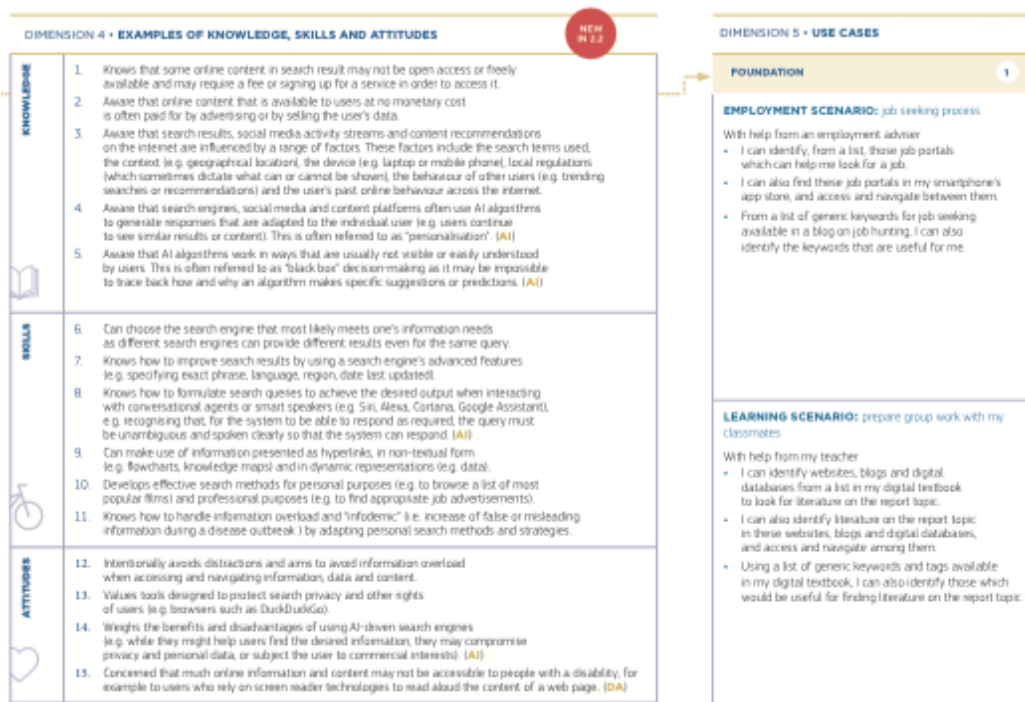 DIMENSION 4 • EXAMPLES OF KNOWLEDGE, SKILLS AND ATTITUDES
NEW
IN 2.2
KNOWLEDGE
1. Knows that some online content in search result may not be open access or freely
available and may require a fee or signing up for a service in order to access it.
2. Aware that online content that is available to users at no monetary cost
is often paid for by advertising or by selling the user's data.
3. Aware that search results, social media activity streams and content recommendations
on the internet are influenced by a range of factors. These factors include the search terms used,
the context (e.g. geographical location), the device (e.g. laptop or mobile phone), local regulations
(which sometimes dictate what can or cannot be shown), the behaviour of other users (e.g. trending
searches or recommendations) and the user's past online behaviour across the internet.
4. Aware that search engines, social media and content platforms often use AI algorithms
to generate responses that are adapted to the individual user (e.g. users continue
to see similar results or content). This is often referred to as "personalisation". (AI)
5. Aware that AI algorithms work in ways that are usually not visible or easily understood
by users. This is often referred to as "black box" decision-making as it may be impossible
to trace back how and why an algorithm makes specific suggestions or predictions. (AI)
SKILLS
6. Can choose the search engine that most likely meets one's information needs
as different search engines can provide different results even for the same query.
7. Knows how to improve search results by using a search engine's advanced features
(e.g. specifying exact phrase, language, region, date last updated).
8. Knows how to formulate search queries to achieve the desired output when interacting
with conversational agents or smart speakers (e.g. Siri, Alexa, Cortana, Google Assistant),
e.g. recognising that, for the system to be able to respond as required, the query must
be unambiguous and spoken clearly so that the system can respond. (AI)
9. Can make use of information presented as hyperlinks, in non-textual form
(e.g. flowcharts, knowledge maps) and in dynamic representations (e.g. data).
10. Develops effective search methods for personal purposes (e.g. to browse a list of most
popular films) and professional purposes (e.g. to find appropriate job advertisements).
11. Knows how to handle information overload and "infodemic" (i.e. increase of false or misleading
information during a disease outbreak ) by adapting personal search methods and strategies.
ATTITUDES
12. Intentionally avoids distractions and aims to avoid information overload
when accessing and navigating information, data and content.
13. Values tools designed to protect search privacy and other rights
of users (e.g. browsers such as DuckDuckGo).
14. Weighs the benefits and disadvantages of using AI-driven search engines
(e.g. while they might help users find the desired information, they may compromise
privacy and personal data, or subject the user to commercial interests). (AI)
15. Concerned that much online information and content may not be accessible to people with a disability, for
example to users who rely on screen reader technologies to read aloud the content of a web page. (DA)
DIMENSION 5 • USE CASES
FOUNDATION 1
EMPLOYMENT SCENARIO: job seeking process
With help from an employment adviser
• I can identify, from a list, those job portals
which can help me look for a job.
• I can also find these job portals in my smartphone's
app store, and access and navigate between them.
• From a list of generic keywords for job seeking
available in a blog on job hunting, I can also
identify the keywords that are useful for me.
LEARNING SCENARIO: prepare group work with my
classmates
With help from my teacher
• I can identify websites, blogs and digital
databases from a list in my digital textbook
to look for literature on the report topic.
• I can also identify literature on the report topic
in these websites, blogs and digital databases,
and access and navigate among them.
• Using a list of generic keywords and tags available
in my digital textbook, I can also identify those which
would be useful for finding literature on the report topic.